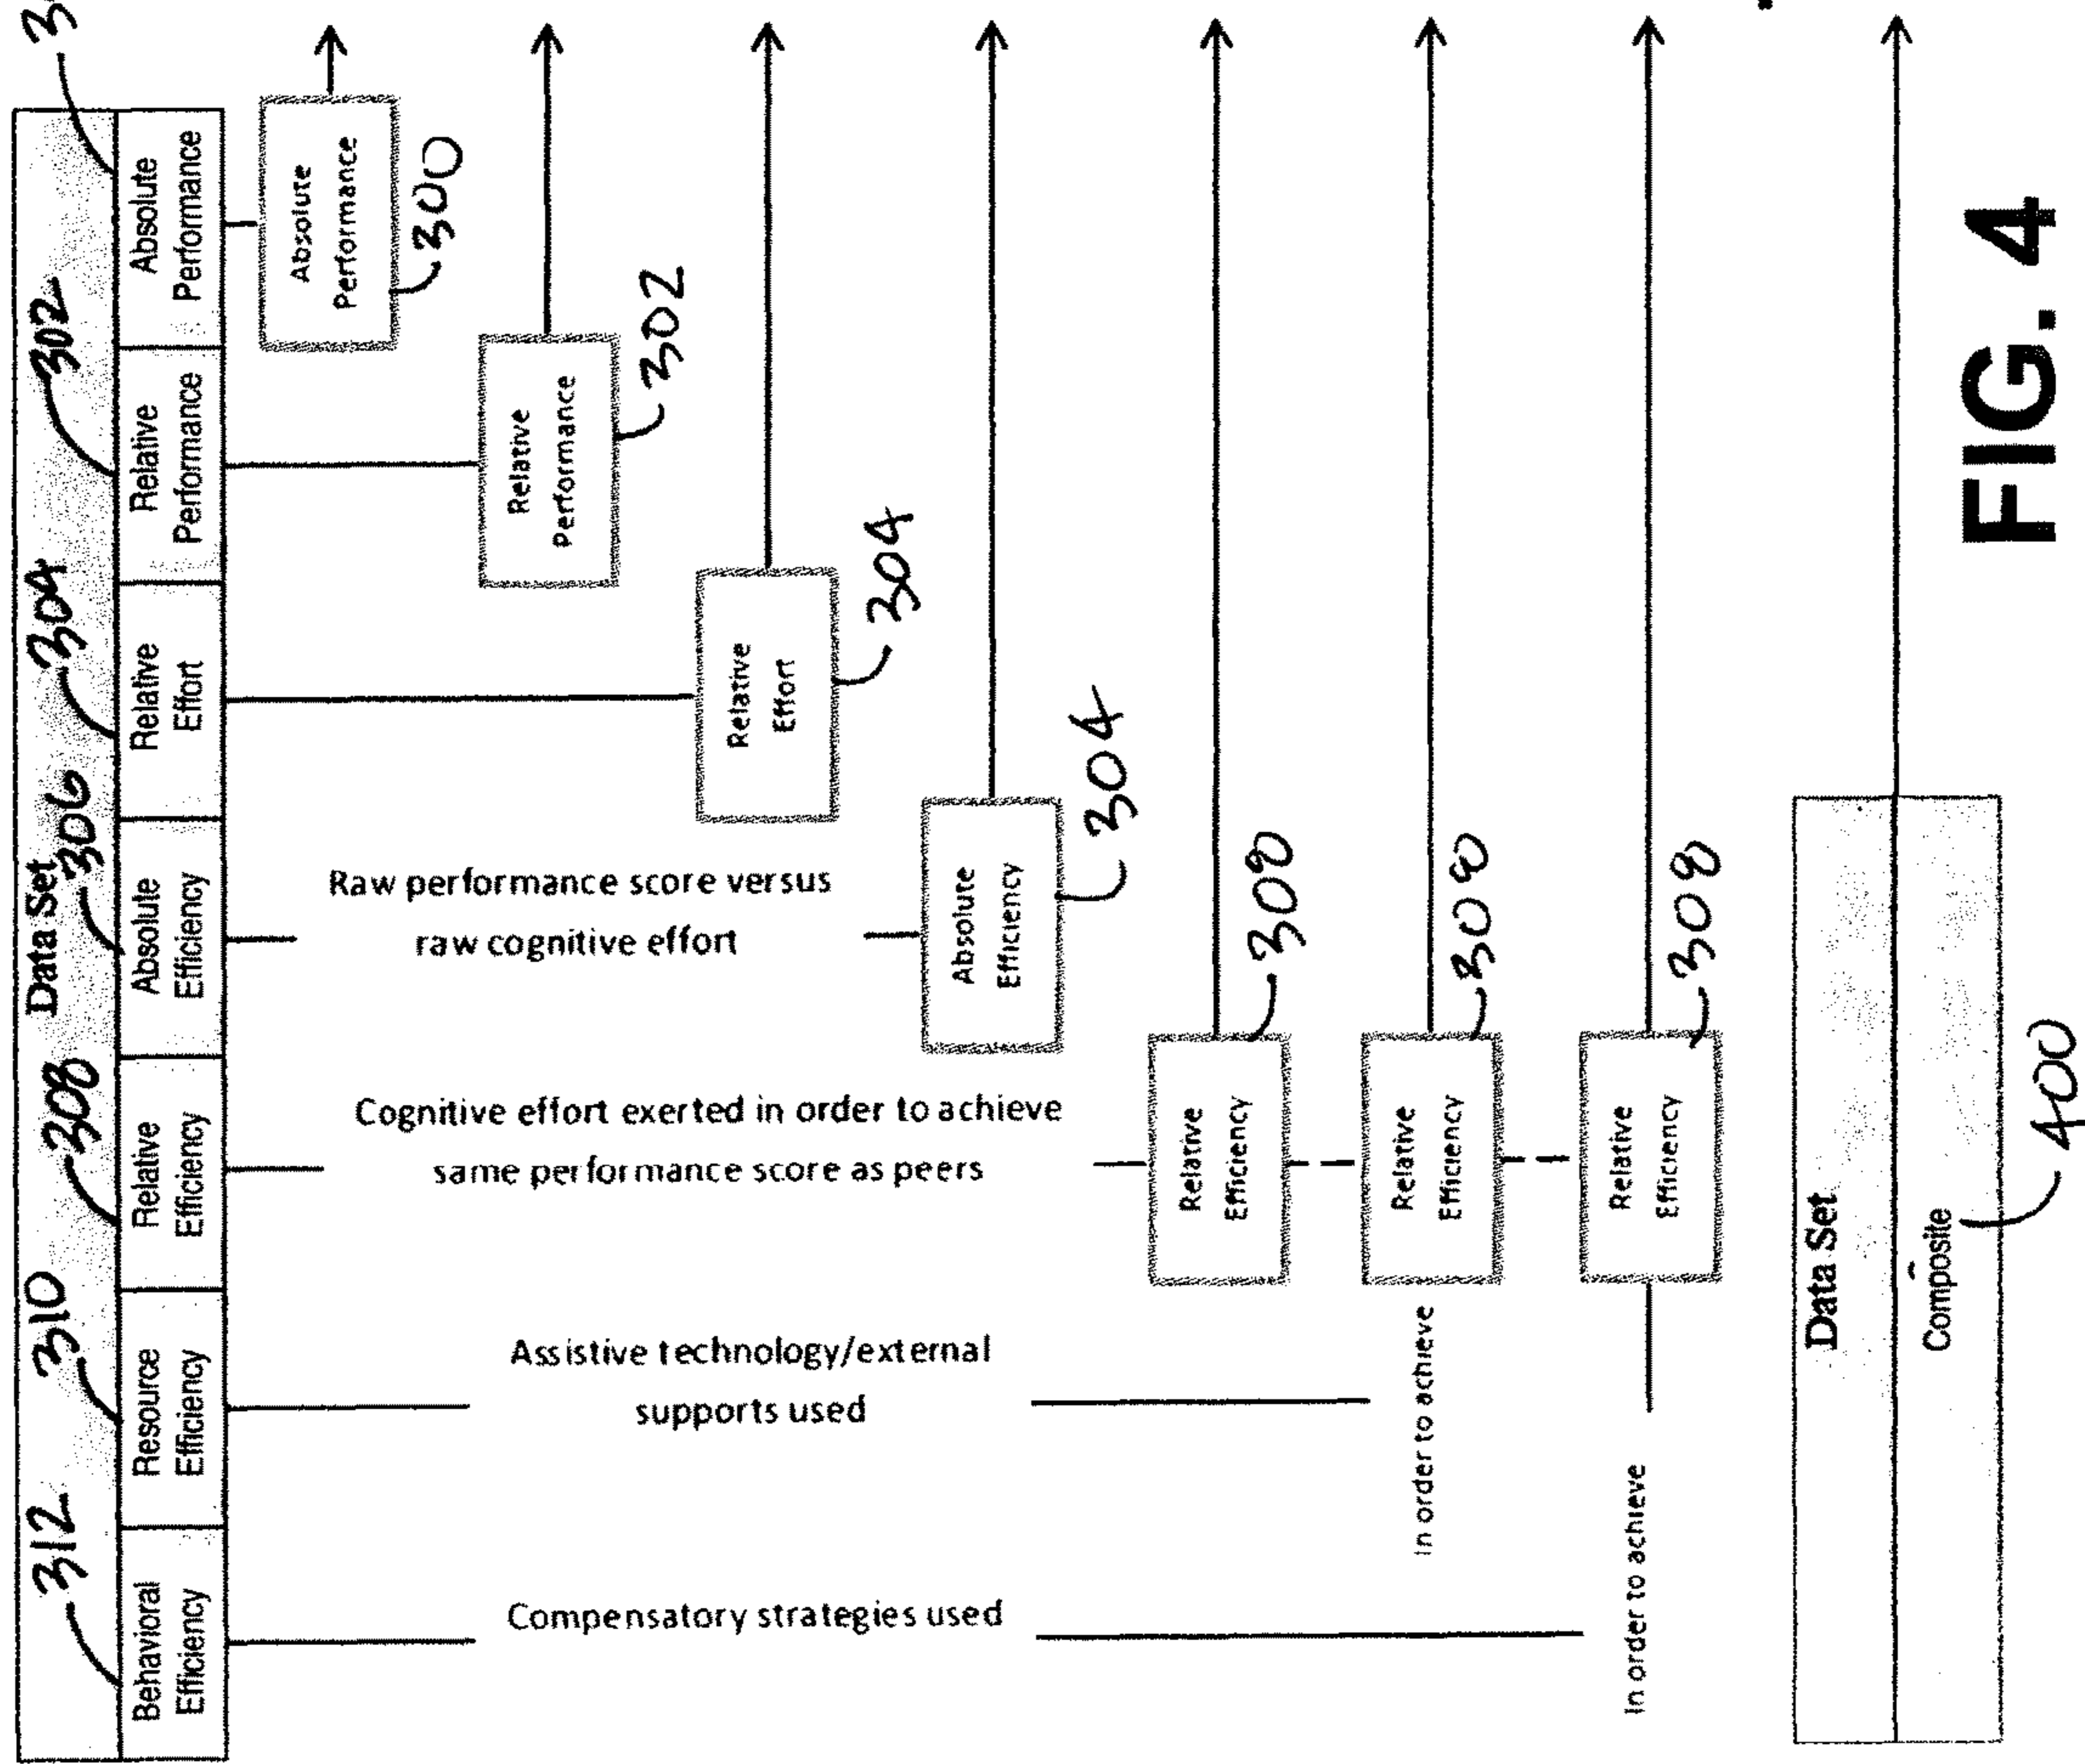 Data Set
312
310
308
306
304
302
Behavioral
Efficiency
Resource
Efficiency
Relative
Efficiency
Absolute
Efficiency
Relative
Effort
Relative
Performance
Absolute
Performance
Absolute
Performance
300
Relative
Performance
302
Relative
Effort
304
Raw performance score versus
raw cognitive effort
Absolute
Efficiency
304
Cognitive effort exerted in order to achieve
same performance score as peers
Relative
Efficiency
308
Assistive technology/external
supports used
In order to achieve
Relative
Efficiency
308
Compensatory strategies used
In order to achieve
Relative
Efficiency
308
Data Set
Composite
400
FIG. 4